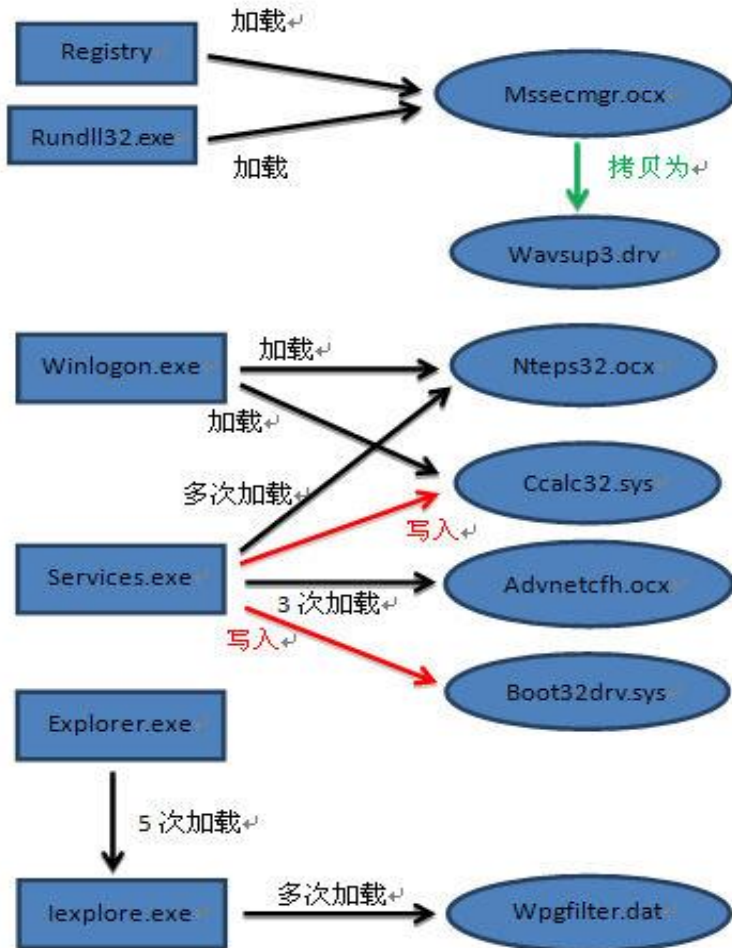 加载
Registry
Mssecmgr.ocx
Rundll32.exe
加载
拷贝为
Wavsup3.drv
Winlogon.exe
加载
Nteps32.ocx
加载
Ccalc32.sys
多次加载
写入
Services.exe
3 次加载
Advnetcfh.ocx
写入
Boot32drv.sys
Explorer.exe
5 次加载
Iexplore.exe
多次加载
Wpgfilter.dat